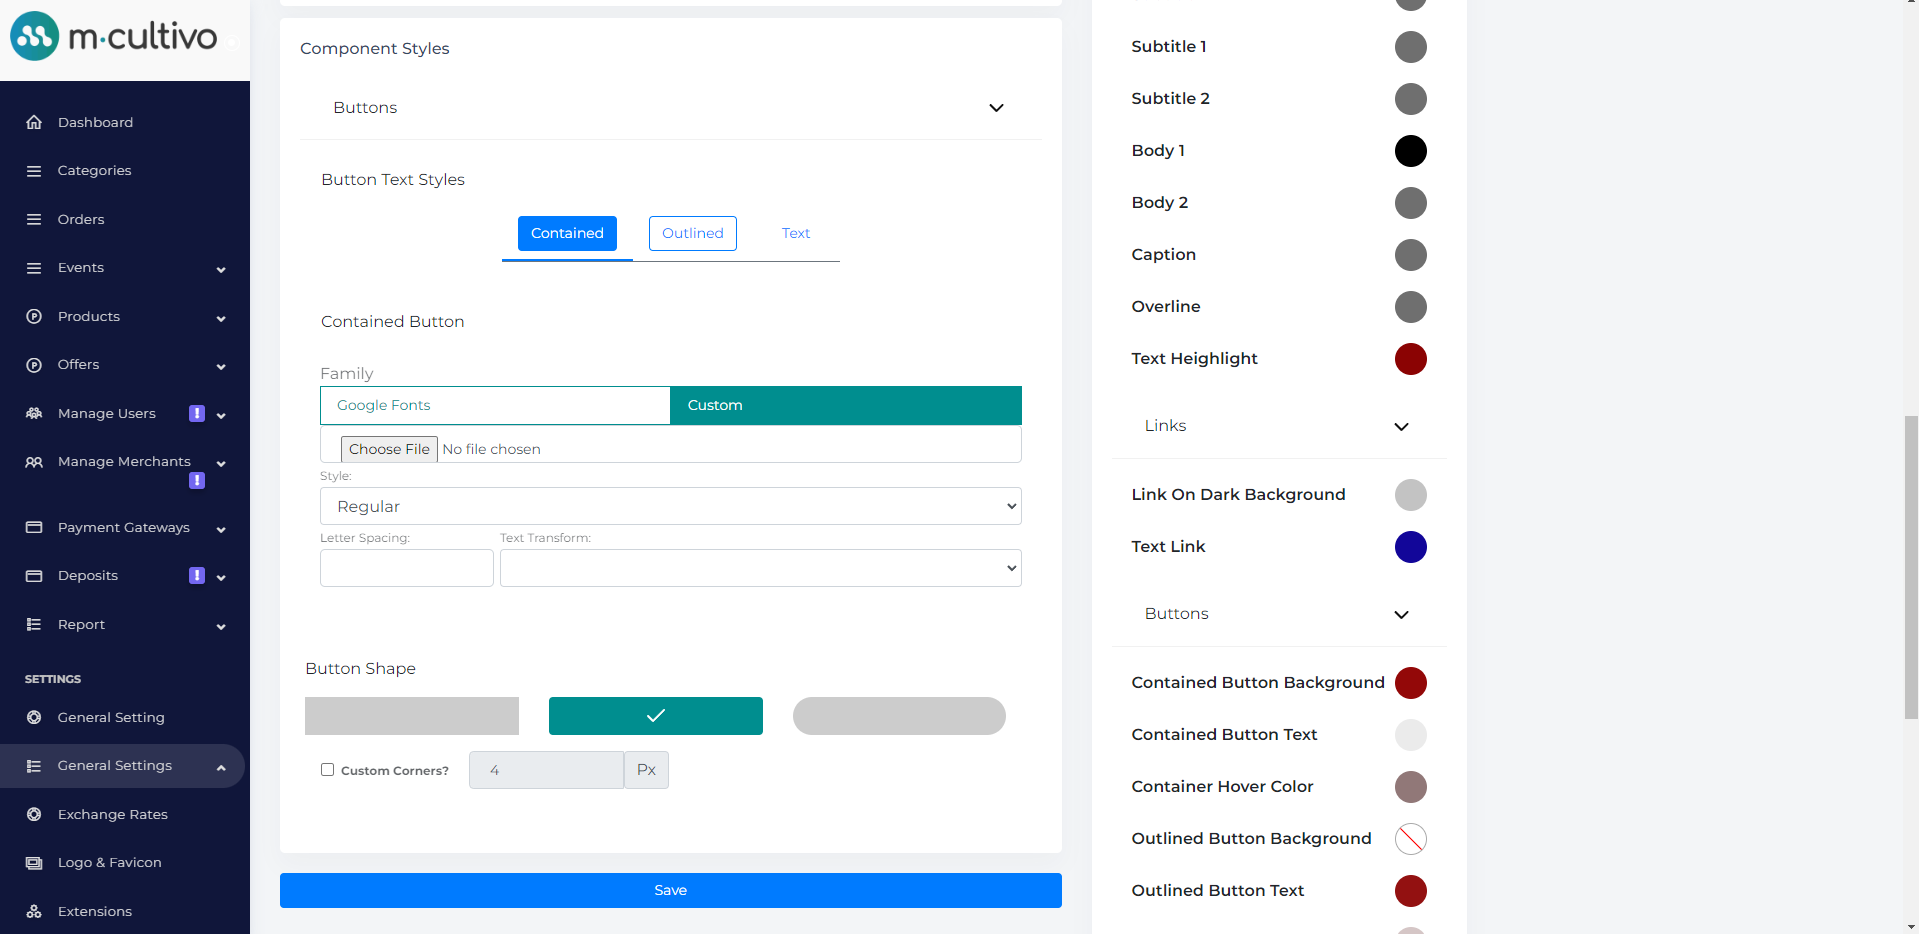 m·cultivo
Dashboard
Categories
Orders
Events
Products
Offers
Manage Users
Manage Merchants
Payment Gateways
Deposits
Report
SETTINGS
General Setting
General Settings
Exchange Rates
Logo & Favicon
Extensions
Component Styles
Buttons
Button Text Styles
Contained Outlined Text
Contained Button
Family
Google Fonts Custom
Choose File No file chosen
Style:
Regular
Letter Spacing: Text Transform:
Button Shape
Custom Corners? 4 Px
Save
Subtitle 1
Subtitle 2
Body 1
Body 2
Caption
Overline
Text Heighlight
Links
Link On Dark Background
Text Link
Buttons
Contained Button Background
Contained Button Text
Container Hover Color
Outlined Button Background
Outlined Button Text